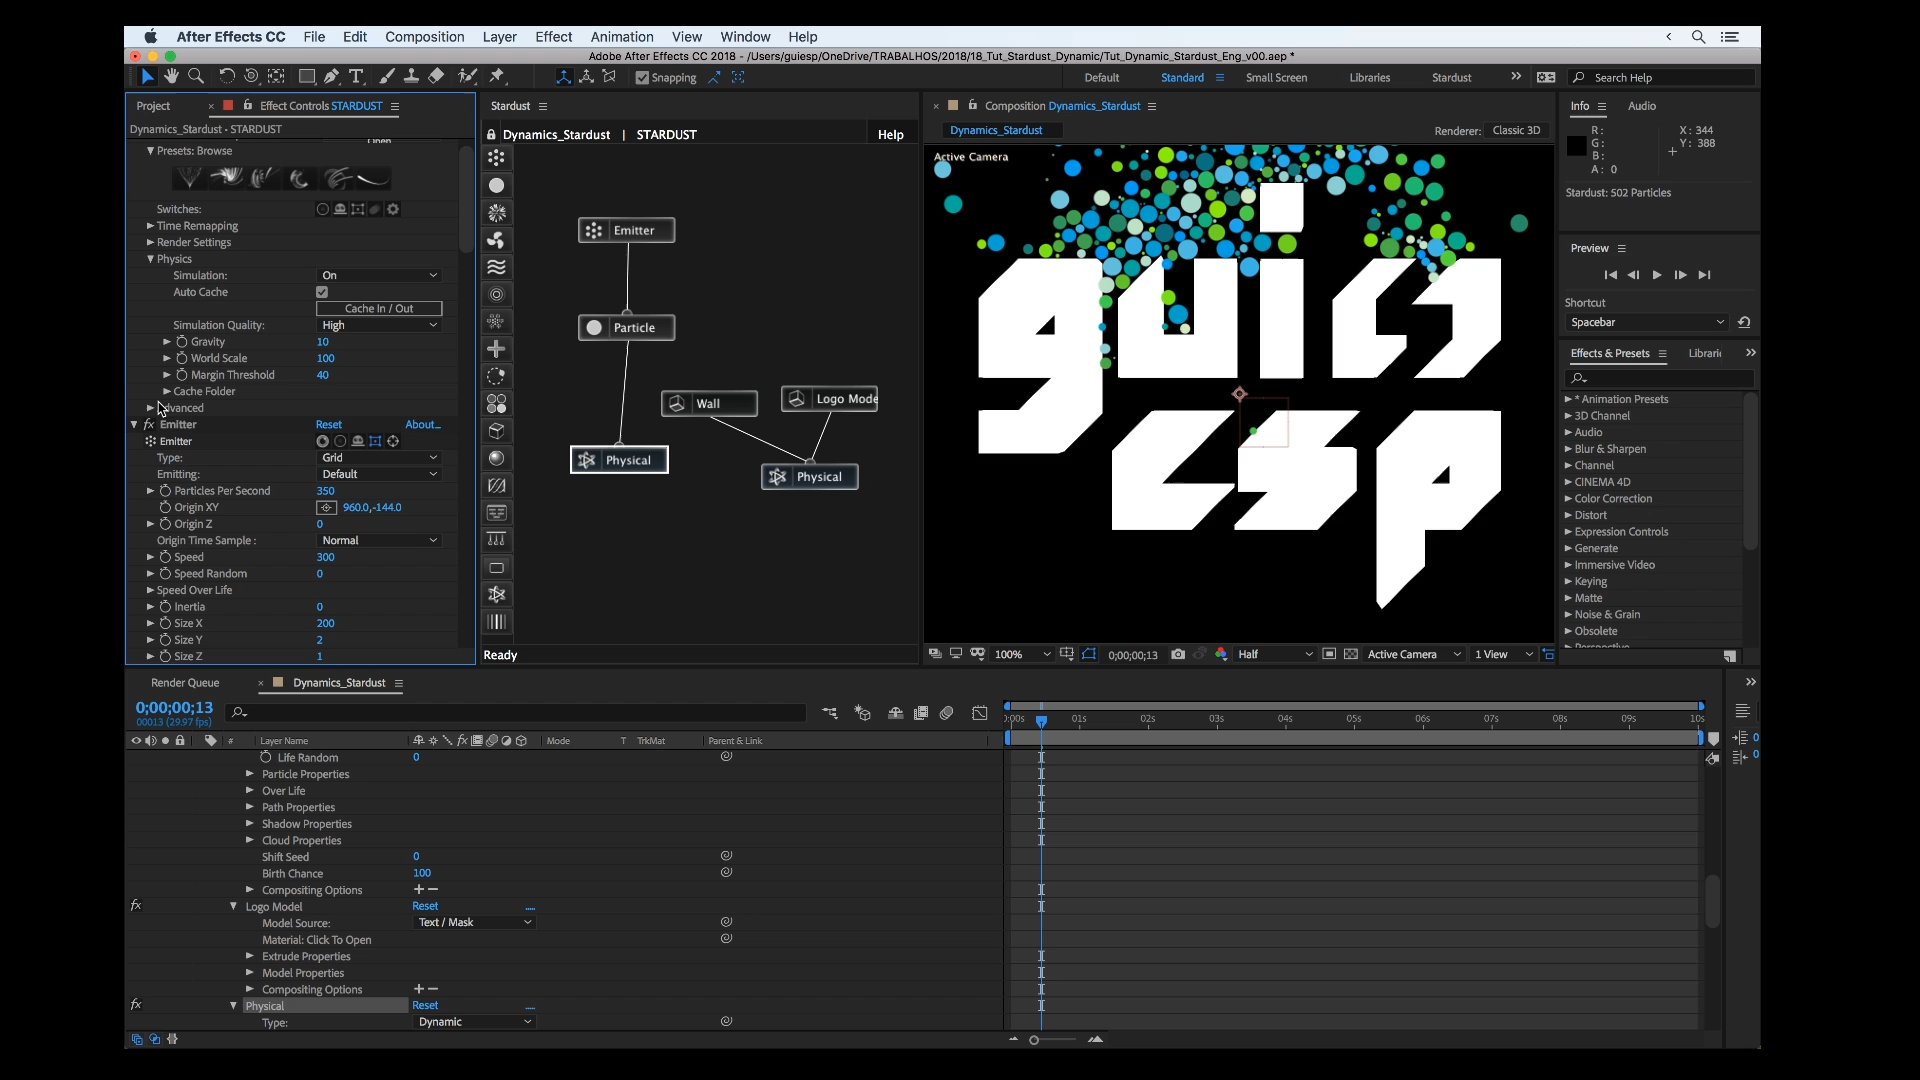 After Effects CC File Edit Composition Layer Effect Animation View Window Help
Adobe After Effects CC 2018 - /Users/guiesp/OneDrive/TRABALHOS/2018/18_Tut_Stardust_Dynamic/Tut_Dynamic_Stardust_Eng_v00.aep *
Snapping Default Standard Small Screen Libraries Stardust Search Help
Project Effect Controls STARDUST
Dynamics_Stardust • STARDUST
Presets: Browse
Switches:
Time Remapping
Render Settings
Physics
Simulation: On
Auto Cache
Cache In / Out
Simulation Quality: High
Gravity 10
World Scale 100
Margin Threshold 40
Cache Folder
Emitter Reset About...
Emitter
Type: Grid
Emitting: Default
Particles Per Second 350
Origin XY 960.0,-144.0
Origin Z 0
Origin Time Sample : Normal
Speed 300
Speed Random 0
Speed Over Life
Inertia 0
Size X 200
Size Y 2
Size Z 1
Stardust
Dynamics_Stardust | STARDUST Help
Emitter
Particle
Wall
Logo Mode
Physical
Physical
Ready
Composition Dynamics_Stardust
Dynamics_Stardust Renderer: Classic 3D
Active Camera
guies
esp
100% 0;00;00;13 Half Active Camera 1 View
Info Audio
R: X: 344
G: Y: 388
B:
A: 0
Stardust: 502 Particles
Preview
Shortcut
Spacebar
Effects & Presets Librari
* Animation Presets
3D Channel
Audio
Blur & Sharpen
Channel
CINEMA 4D
Color Correction
Distort
Expression Controls
Generate
Immersive Video
Keying
Matte
Noise & Grain
Obsolete
Render Queue Dynamics_Stardust
0;00;00;13
00013 (29.97 fps)
# Layer Name Mode T TrkMat Parent & Link
01s 02s 03s 04s 05s 06s 07s 08s 09s 10s
Life Random 0
Particle Properties
Over Life
Path Properties
Shadow Properties
Cloud Properties
Shift Seed 0
Birth Chance 100
Compositing Options
Logo Model Reset ....
Model Source: Text / Mask
Material: Click To Open
Extrude Properties
Model Properties
Compositing Options
Physical Reset ....
Type: Dynamic
0
0